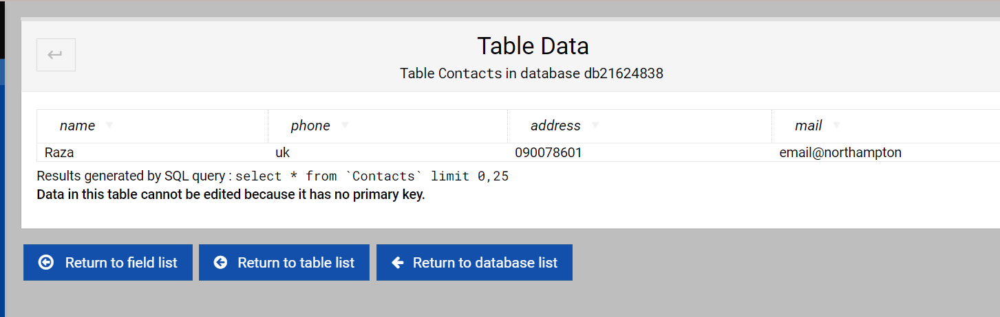 Table Data
Table Contacts in database db21624838
name phone address mail
Raza uk 090078601 email@northampton
Results generated by SQL query : select * from `Contacts` limit 0,25
Data in this table cannot be edited because it has no primary key.
Return to field list Return to table list Return to database list